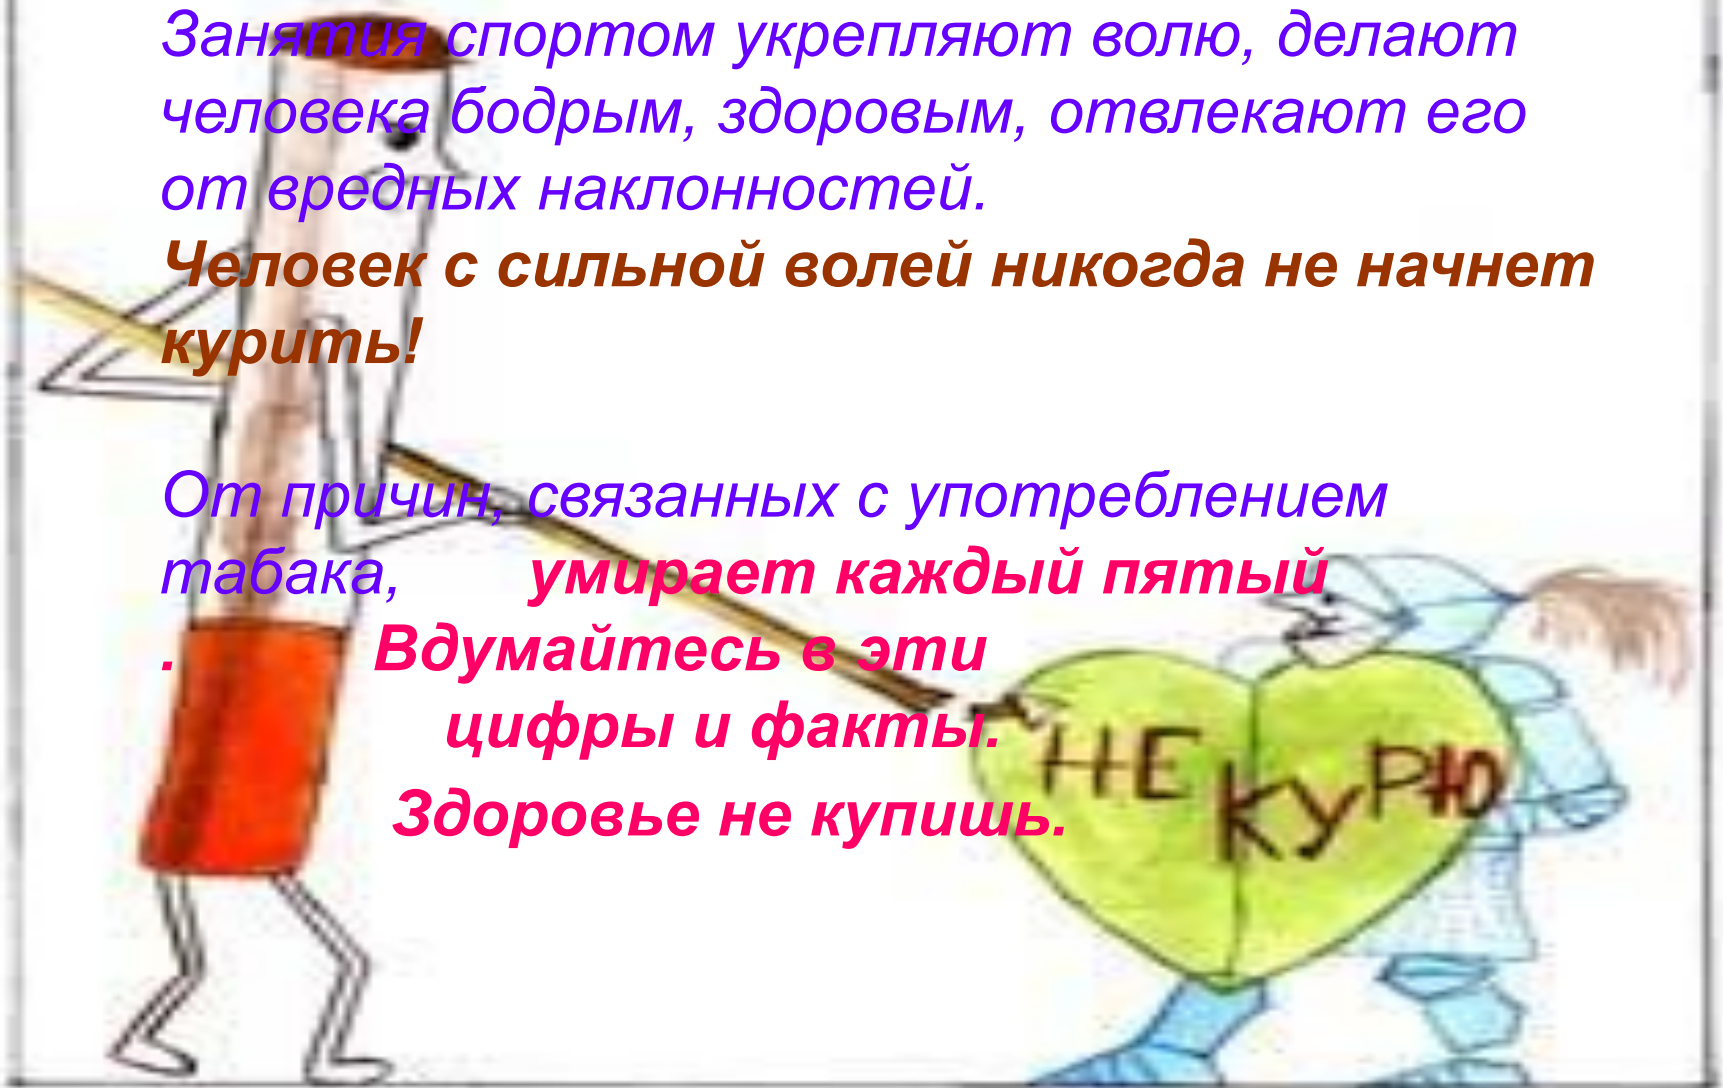 Занятия спортом укрепляют волю, делают
человека бодрым, здоровым, отвлекают его
от вредных наклонностей.
Человек с сильной волей никогда не начнет
курить!
От причин, связанных с употреблением
табака, умирает каждый пятый
. Вдумайтесь в эти
цифры и факты.
Здоровье не купишь.
НЕ КУРЮ